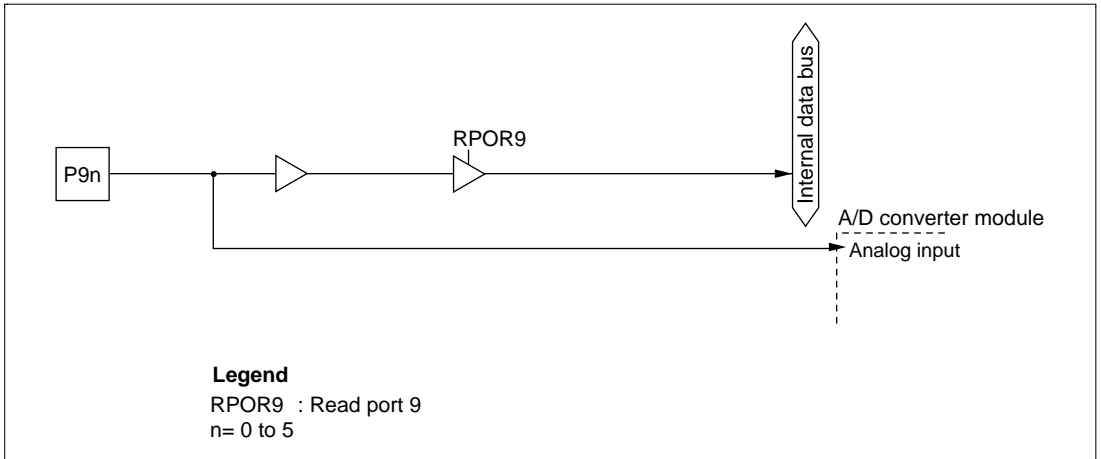 Internal data bus
RPOR9
P9n
A/D converter module
Analog input
Legend
RPOR9 : Read port 9
n= 0 to 5